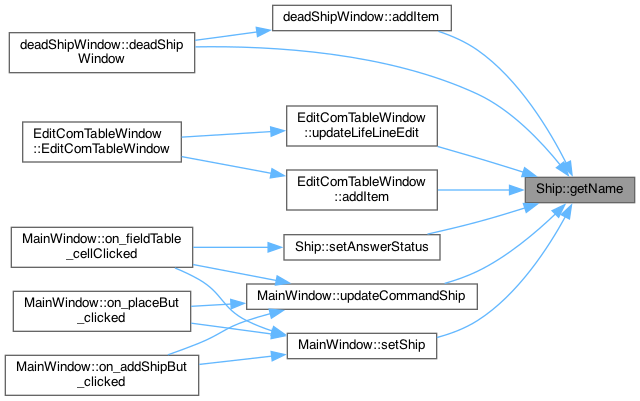 deadShipWindow::addItem
deadShipWindow::deadShip
Window
EditComTableWindow
::updateLifeLineEdit
EditComTableWindow
::EditComTableWindow
EditComTableWindow
::addItem
Ship::getName
MainWindow::on_fieldTable
_cellClicked
Ship::setAnswerStatus
MainWindow::updateCommandShip
MainWindow::on_placeBut
_clicked
MainWindow::setShip
MainWindow::on_addShipBut
_clicked